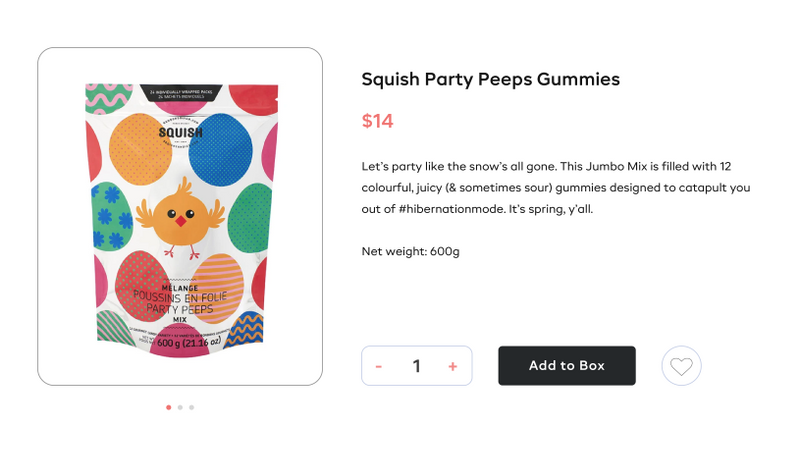 Squish Party Peeps Gummies
$14
Let's party like the snow's all gone. This Jumbo Mix is filled with 12
colourful, juicy (& sometimes sour) gummies designed to catapult you
out of #hibernationmode. It's spring, y'all.
Net weight: 600g
- 1 +
Add to Box
24 INDIVIDUALLY WRAPPED PACKS
24 SACHETS INDIVIDUELS
SQUISH
MÉLANGE
POUSSINS EN FOLIE
PARTY PEEPS
MIX
600 g (21.16 oz)